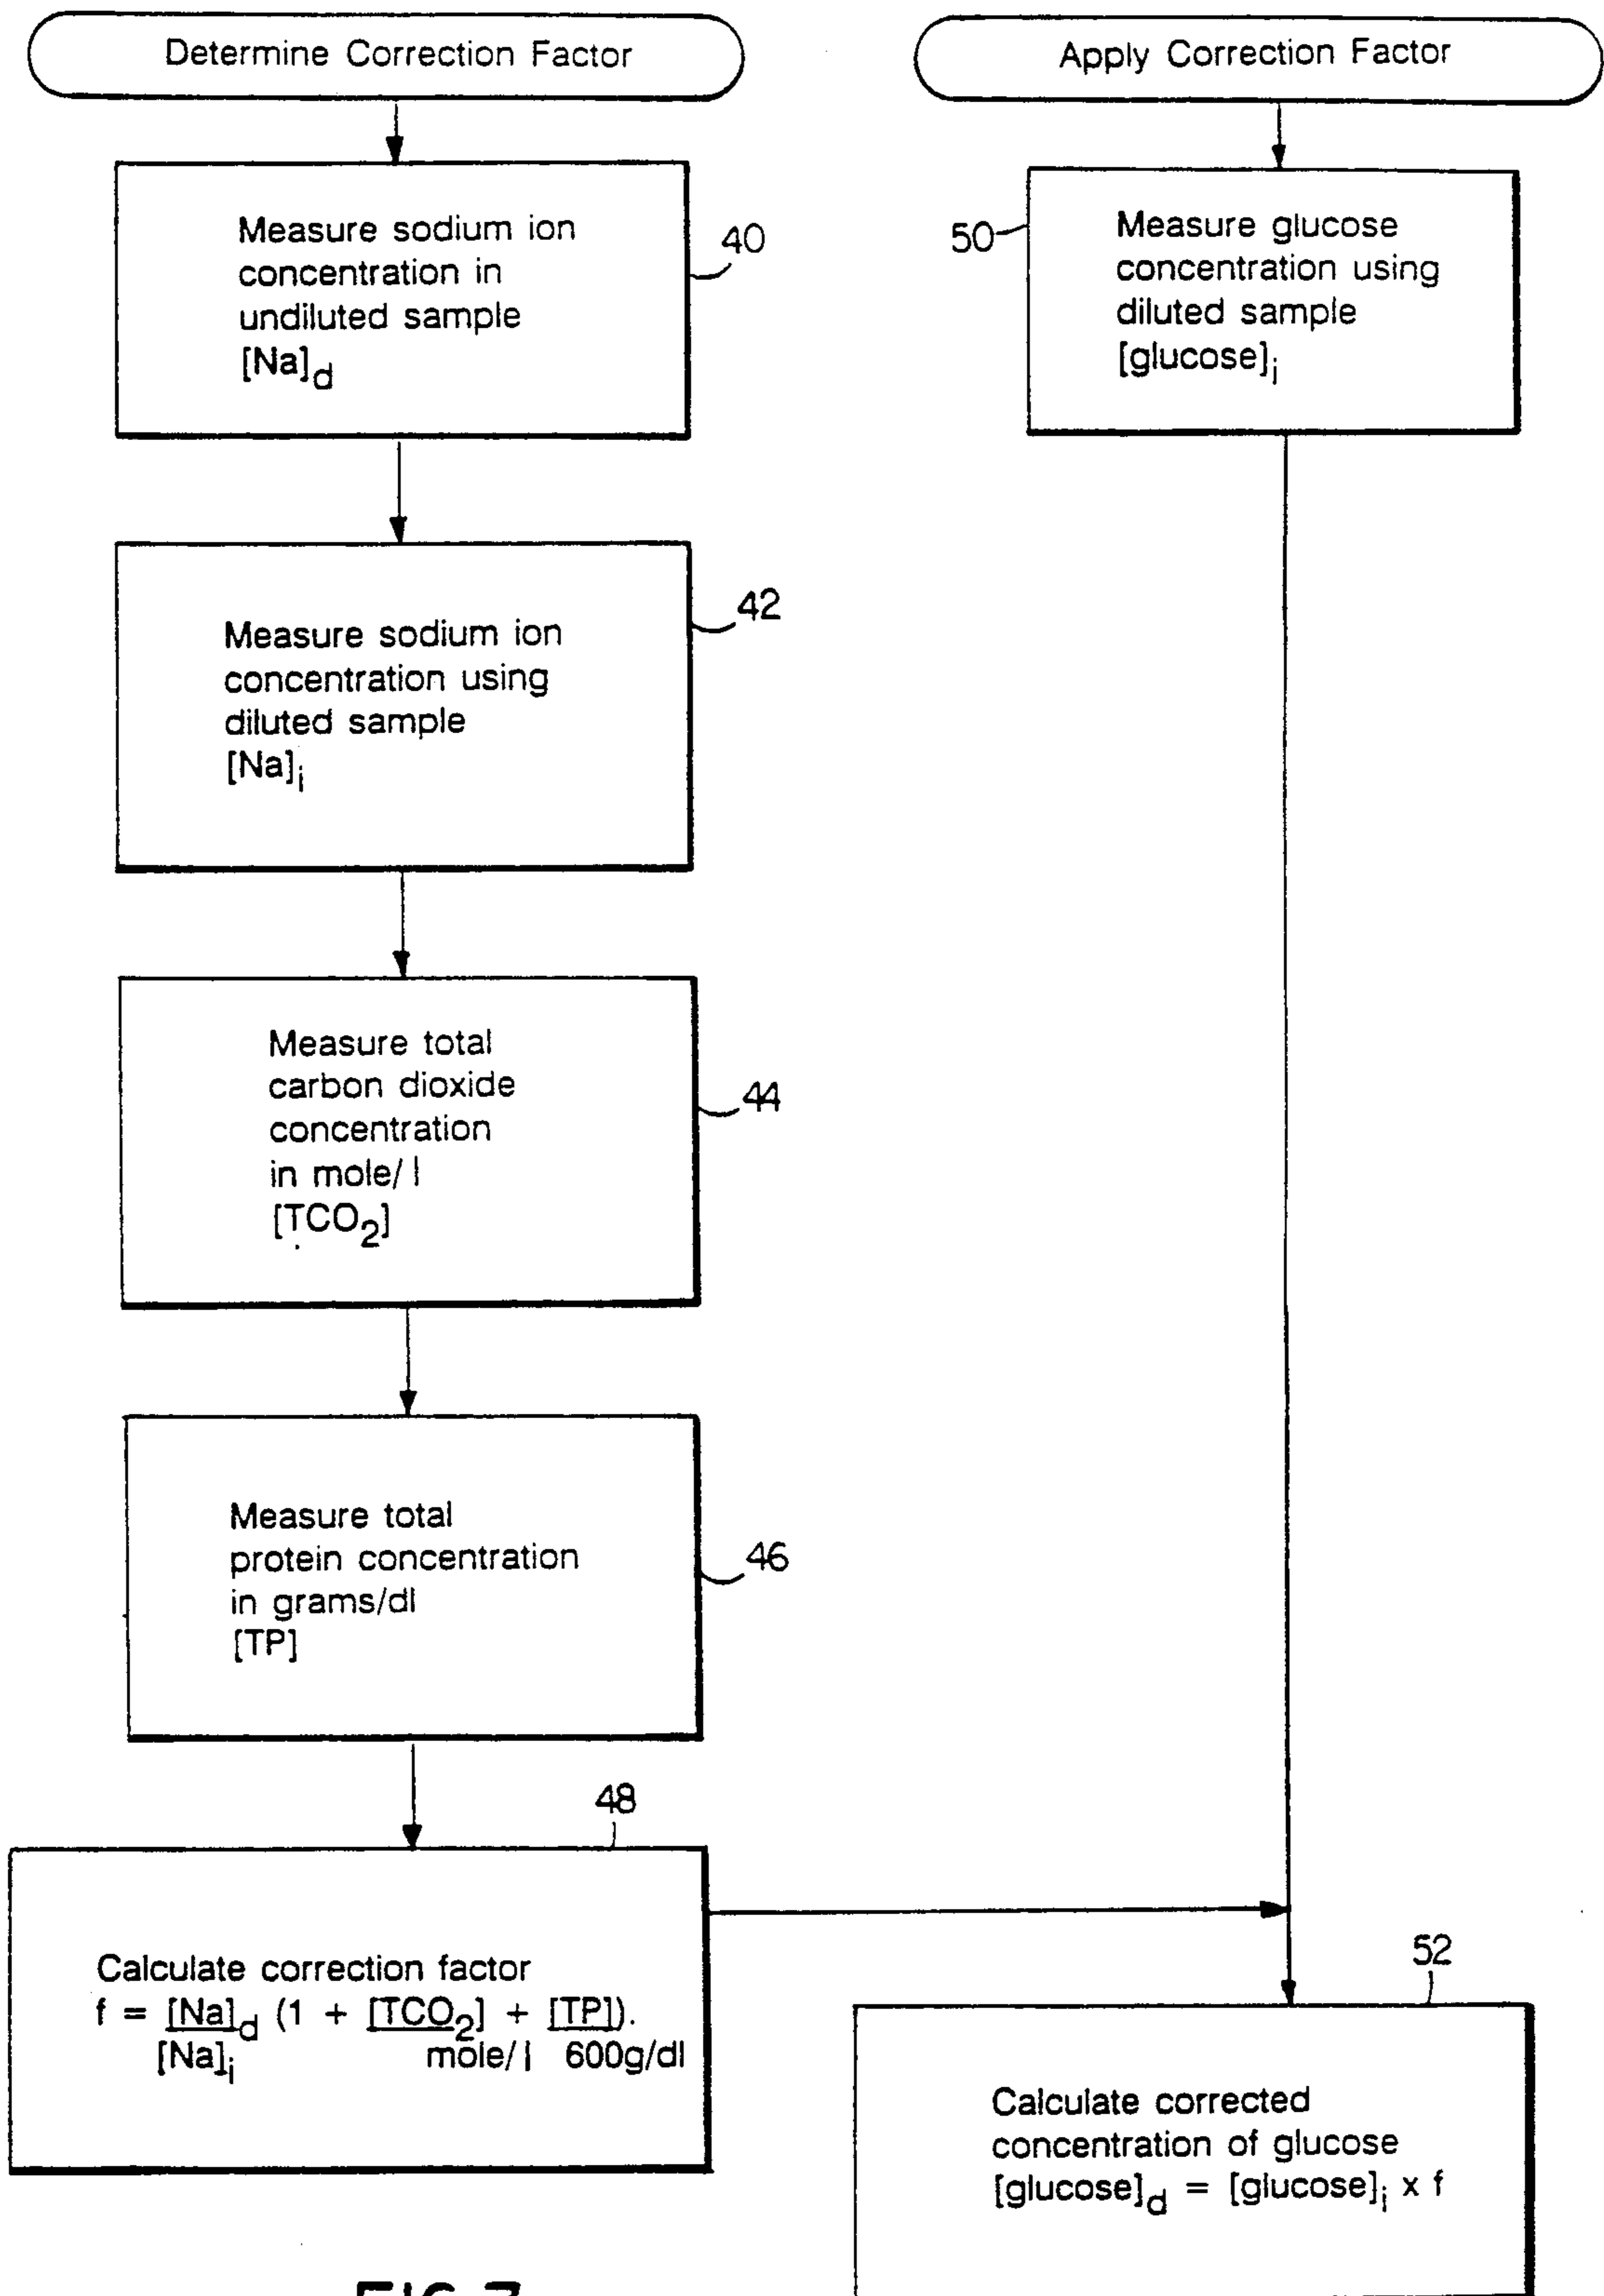 Determine Correction Factor
Measure sodium ion
concentration in
undiluted sample
[Na]d
40
Measure sodium ion
concentration using
diluted sample
[Na]i
42
Measure total
carbon dioxide
concentration
in mole/l
[TCO2]
44
Measure total
protein concentration
in grams/dl
[TP]
46
48
Calculate correction factor
f = [Na]d (1 + [TCO2] + [TP]).
[Na]i mole/l 600g/dl
Apply Correction Factor
50
Measure glucose
concentration using
diluted sample
[glucose]i
52
Calculate corrected
concentration of glucose
[glucose]d = [glucose]i x f